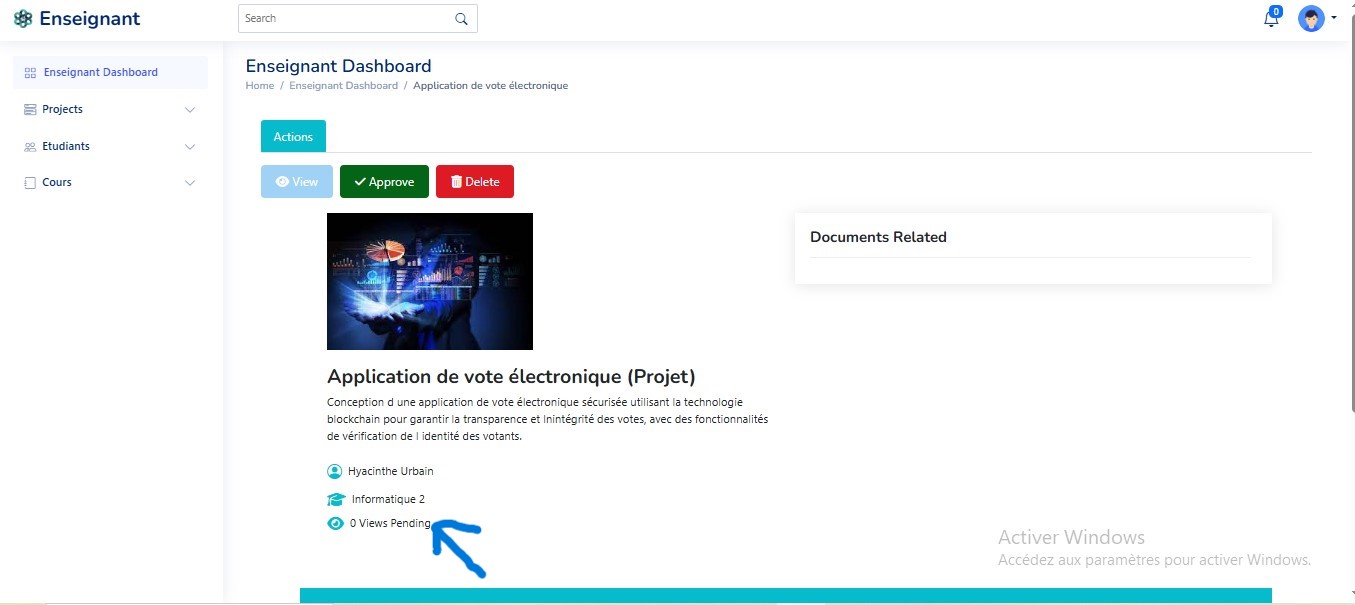 Enseignant
Search
0
Enseignant Dashboard
Projects
Etudiants
Cours
Enseignant Dashboard
Home / Enseignant Dashboard / Application de vote électronique
Actions
View
Approve
Delete
Documents Related
Application de vote électronique (Projet)
Conception d une application de vote électronique sécurisée utilisant la technologie
blockchain pour garantir la transparence et lnintégrité des votes, avec des fonctionnalités
de vérification de l identité des votants.
Hyacinthe Urbain
Informatique 2
0 Views Pending
Activer Windows
Accédez aux paramètres pour activer Windows.